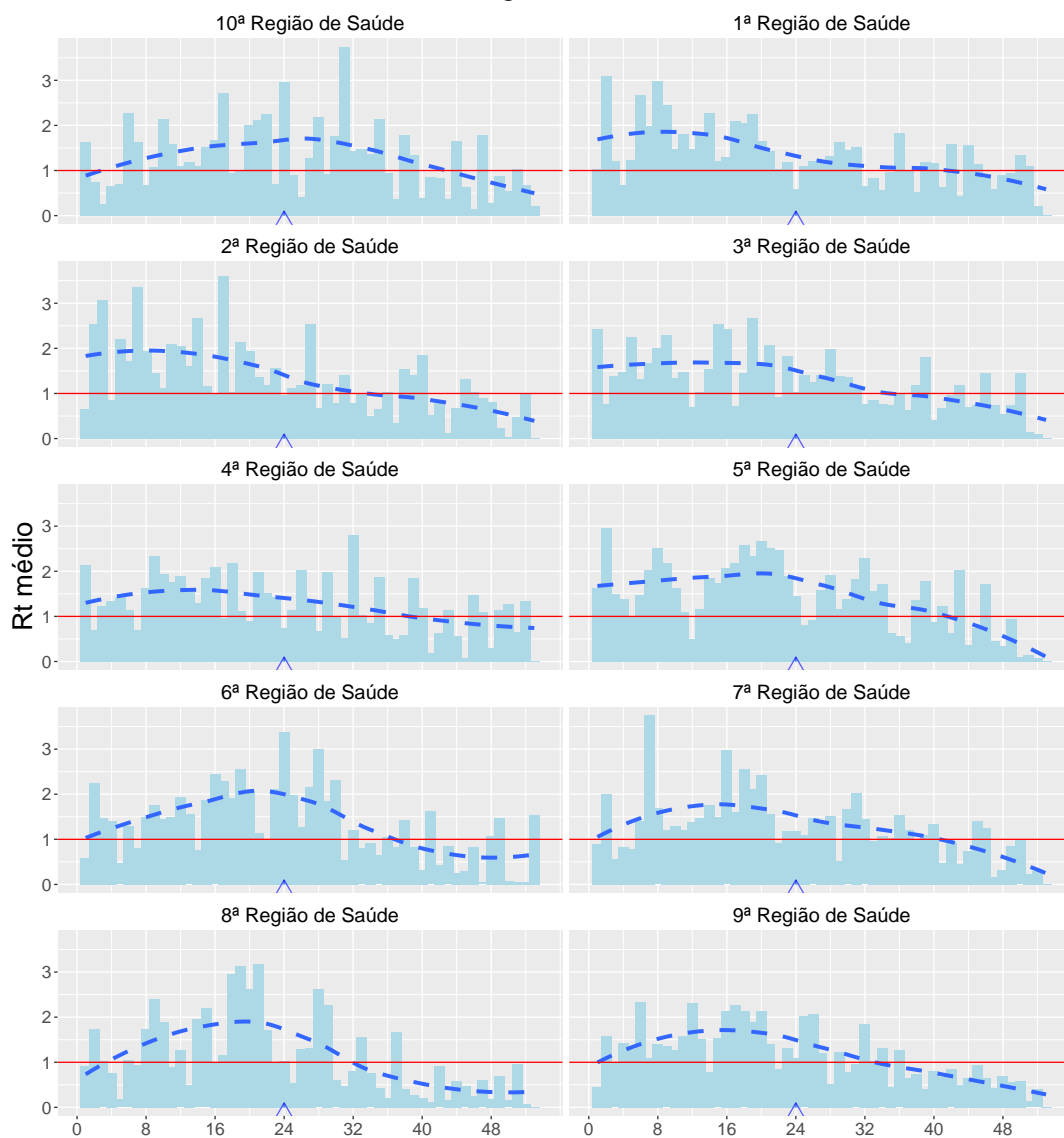 10ª Região de Saúde
1ª Região de Saúde
3
2
1
0
2ª Região de Saúde
3ª Região de Saúde
3
2
1
0
4ª Região de Saúde
5ª Região de Saúde
3
2
1
0
Rt médio
6ª Região de Saúde
7ª Região de Saúde
3
2
1
0
8ª Região de Saúde
9ª Região de Saúde
3
2
1
0
0 8 16 24 32 40 48 0 8 16 24 32 40 48